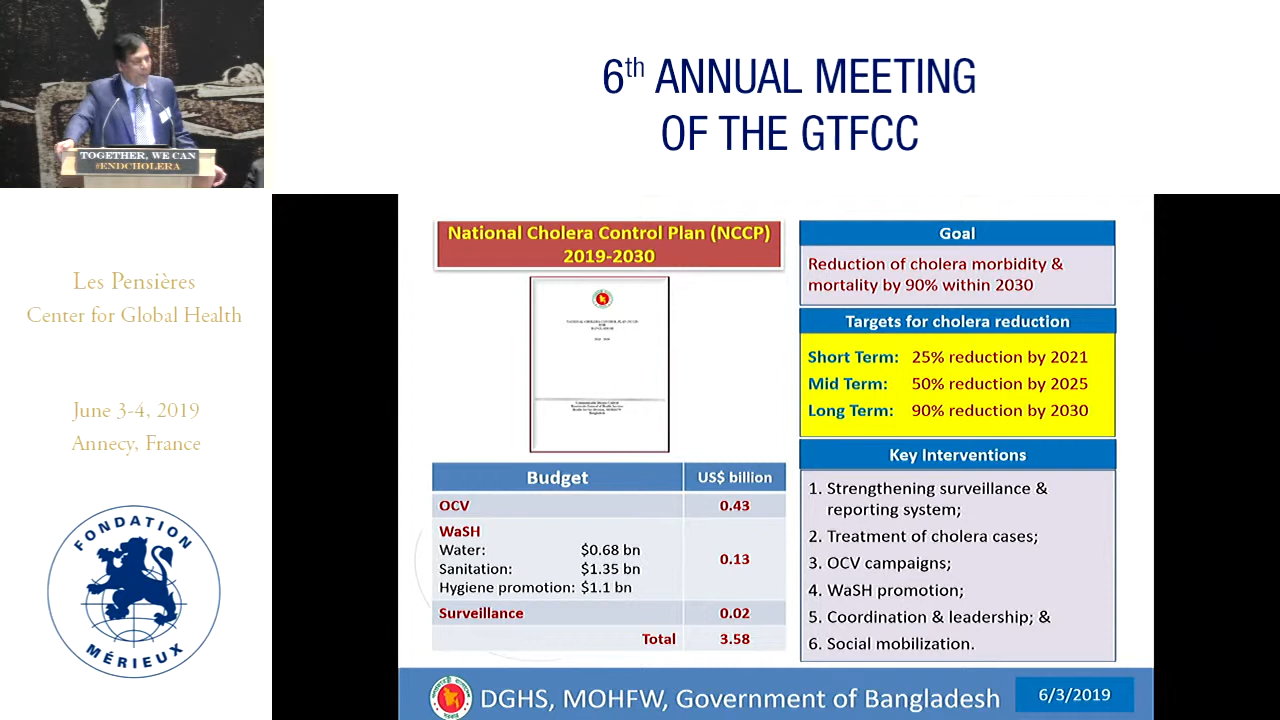 TOGETHER, WE CAN
#ENDCHOLERA
6th ANNUAL MEETING
OF THE GTFCC
Les Pensières
Center for Global Health
June 3-4, 2019
Annecy, France
FONDATION
MÉRIEUX
National Cholera Control Plan (NCCP)
2019-2030
Budget US$ billion
OCV 0.43
WaSH
Water: $0.68 bn
Sanitation: $1.35 bn
0.13
Hygiene promotion: $1.1 bn
Surveillance 0.02
Total 3.58
Goal
Reduction of cholera morbidity &
mortality by 90% within 2030
Targets for cholera reduction
Short Term: 25% reduction by 2021
Mid Term: 50% reduction by 2025
Long Term: 90% reduction by 2030
Key Interventions
1. Strengthening surveillance &
reporting system;
2. Treatment of cholera cases;
3. OCV campaigns;
4. WaSH promotion;
5. Coordination & leadership; &
6. Social mobilization.
DGHS, MOHFW, Government of Bangladesh
6/3/2019